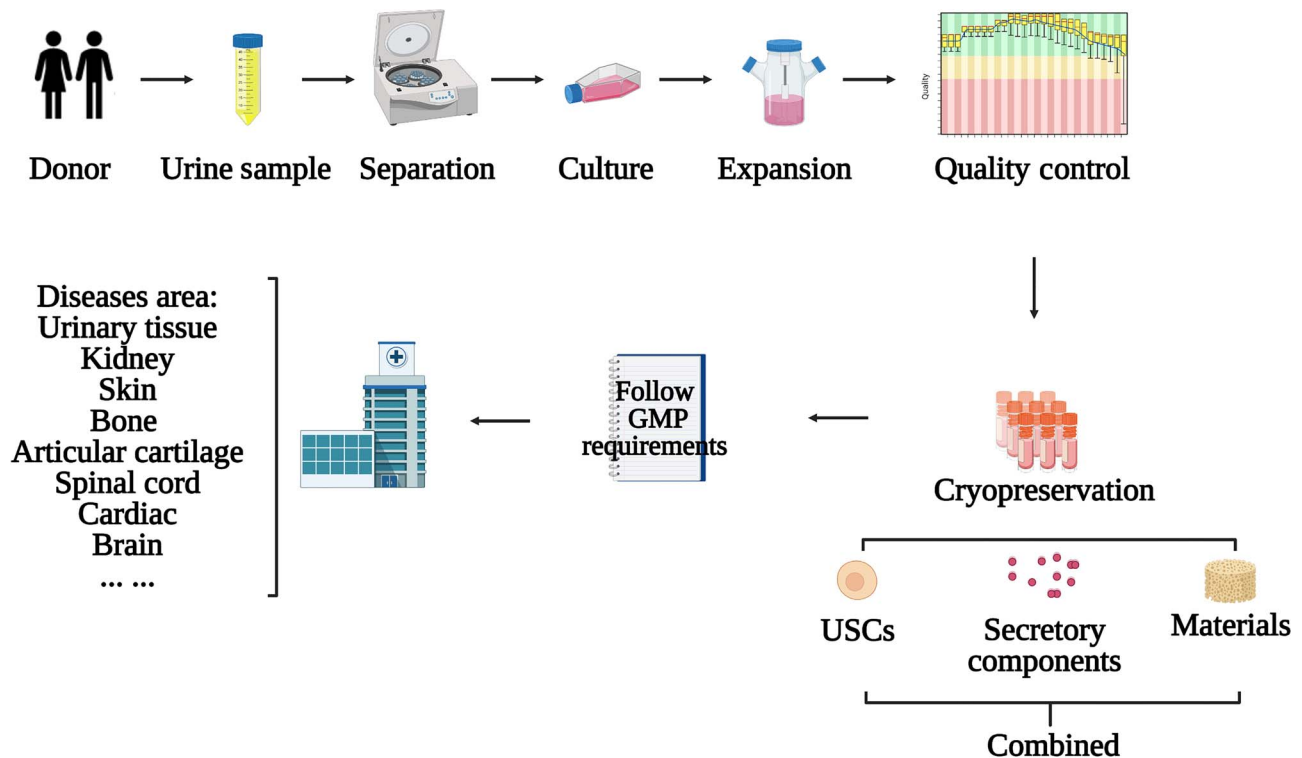 Donor
Urine sample
Separation
Culture
Expansion
Quality
Quality control
Diseases area:
Urinary tissue
Kidney
Skin
Bone
Articular cartilage
Spinal cord
Cardiac
Brain
... ...
Follow
GMP
requirements
Cryopreservation
USCs
Secretory
components
Materials
Combined